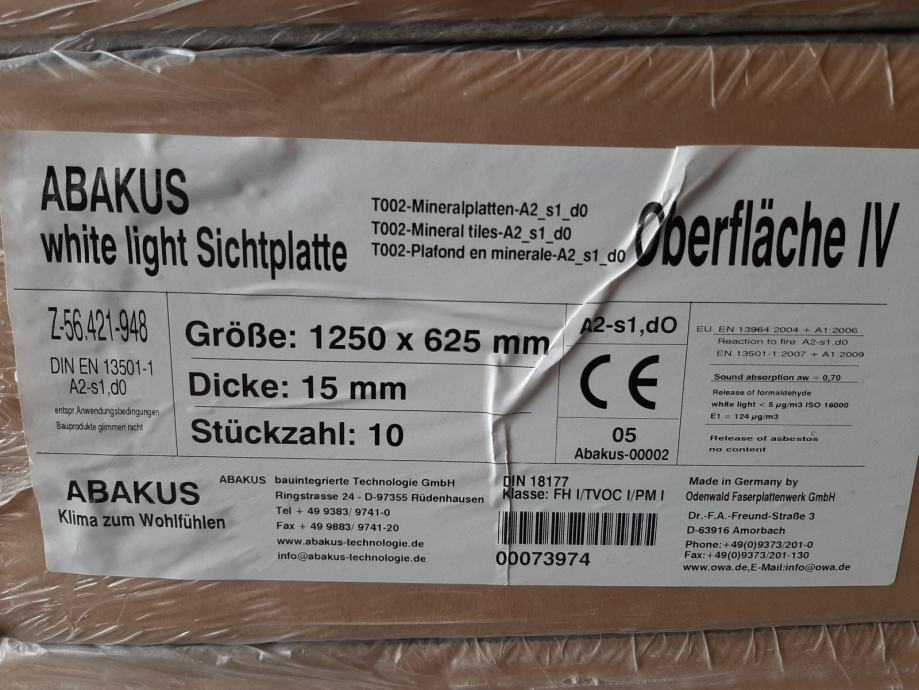 ABAKUS
white light Sichtplatte
T002-Mineralplatten-A2_s1_d0
T002-Mineral tiles-A2_s1_d0
T002-Plafond en minerale-A2_s1_d0
Oberfläche IV
Z-56.421-948
DIN EN 13501-1
A2-s1,d0
entspr.Anwendungsbedingungen
Bauprodukte glimmen nicht
Größe: 1250 x 625 mm
Dicke: 15 mm
Stückzahl: 10
A2-s1,dO
CE
05
Abakus-00002
EU EN 13964:2004 + A1:2006
Reaction to fire A2-s1,d0
EN 13501-1:2007 + A1:2009
Sound absorption aw = 0,70
Release of formaldehyde
white light < 5 µg/m3 ISO 16000
E1 = 124 µg/m3
Release of asbestos
no content
ABAKUS
Klima zum Wohlfühlen
ABAKUS bauintegrierte Technologie GmbH
Ringstrasse 24 - D-97355 Rüdenhausen
Tel + 49 9383/ 9741-0
Fax + 49 9883/ 9741-20
www.abakus-technologie.de
info@abakus-technologie.de
DIN 18177
Klasse: FH I/TVOC I/PM I
00073974
Made in Germany by
Odenwald Faserplattenwerk GmbH
Dr.-F.A.-Freund-Straße 3
D-63916 Amorbach
Phone:+49(0)9373/201-0
Fax:+49(0)9373/201-130
www.owa.de,E-Mail:info@owa.de